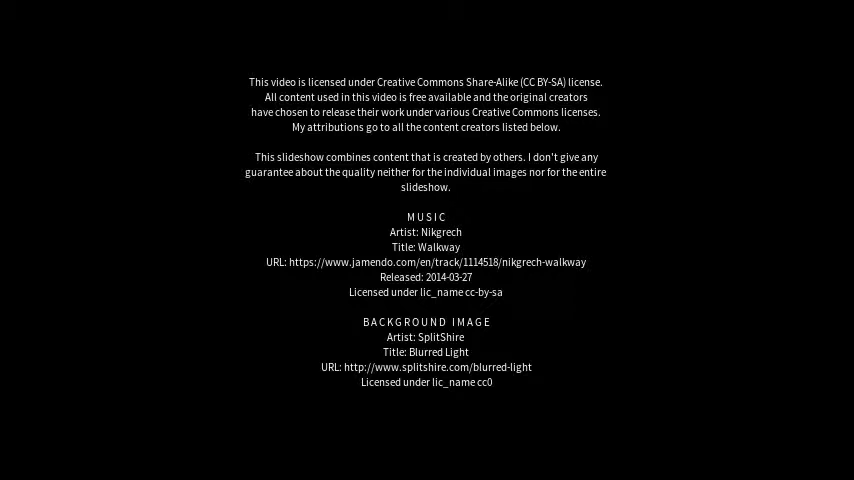 This video is licensed under Creative Commons Share-Alike (CC BY-SA) license.
All content used in this video is free available and the original creators
have chosen to release their work under various Creative Commons licenses.
My attributions go to all the content creators listed below.
This slideshow combines content that is created by others. I don't give any
guarantee about the quality neither for the individual images nor for the entire
slideshow.
MUSIC
Artist: Nikgrech
Title: Walkway
URL: https://www.jamendo.com/en/track/1114518/nikgrech-walkway
Released: 2014-03-27
Licensed under lic_name cc-by-sa
BACKGROUND IMAGE
Artist: SplitShire
Title: Blurred Light
URL: http://www.splitshire.com/blurred-light
Licensed under lic_name cc0